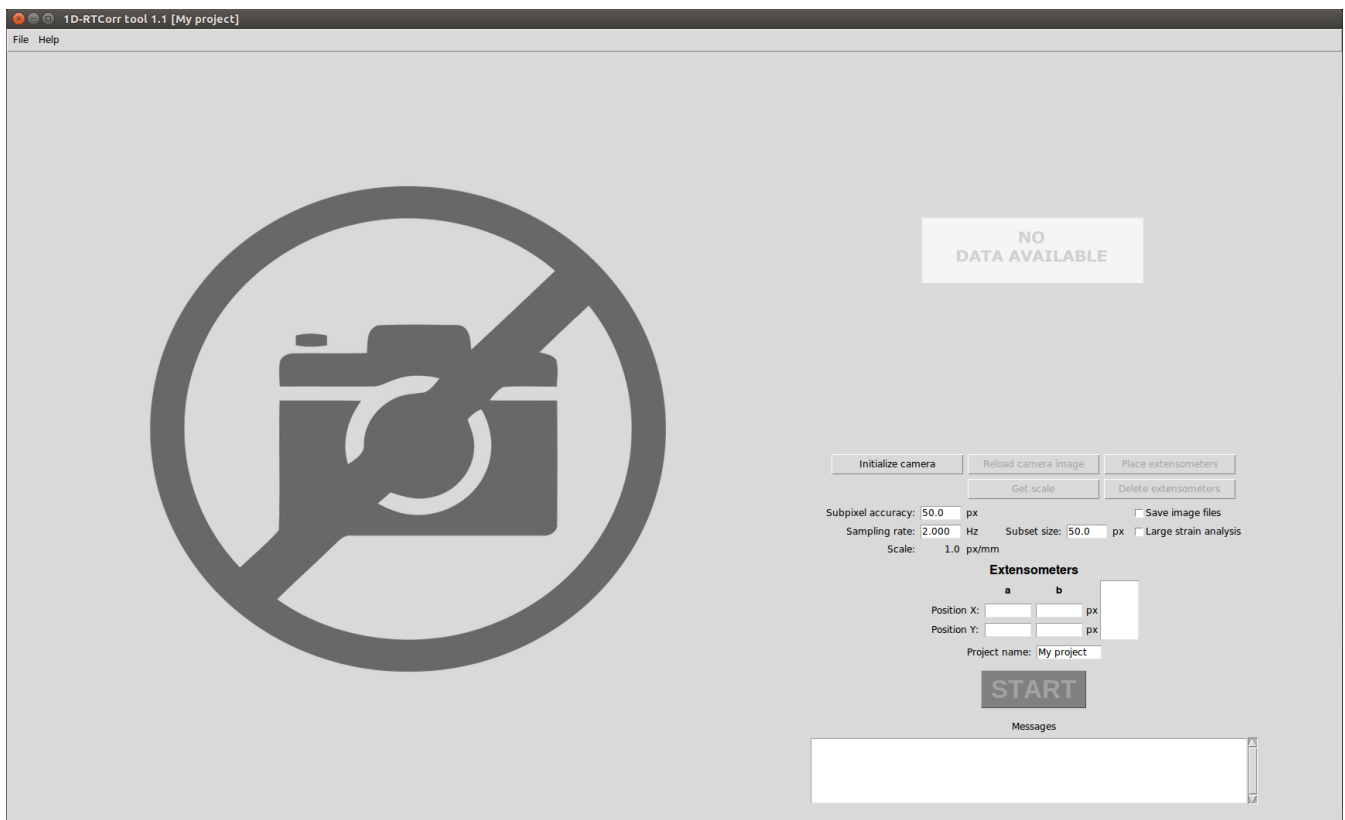 1D-RTCorr tool 1.1 [My project]
File Help
NO
DATA AVAILABLE
Initialize camera Reload camera image Place extensometers
Get scale Delete extensometers
Subpixel accuracy: 50.0 px Save image files
Sampling rate: 2.000 Hz Subset size: 50.0 px Large strain analysis
Scale: 1.0 px/mm
Extensometers
a b
Position X: px
Position Y: px
Project name: My project
START
Messages